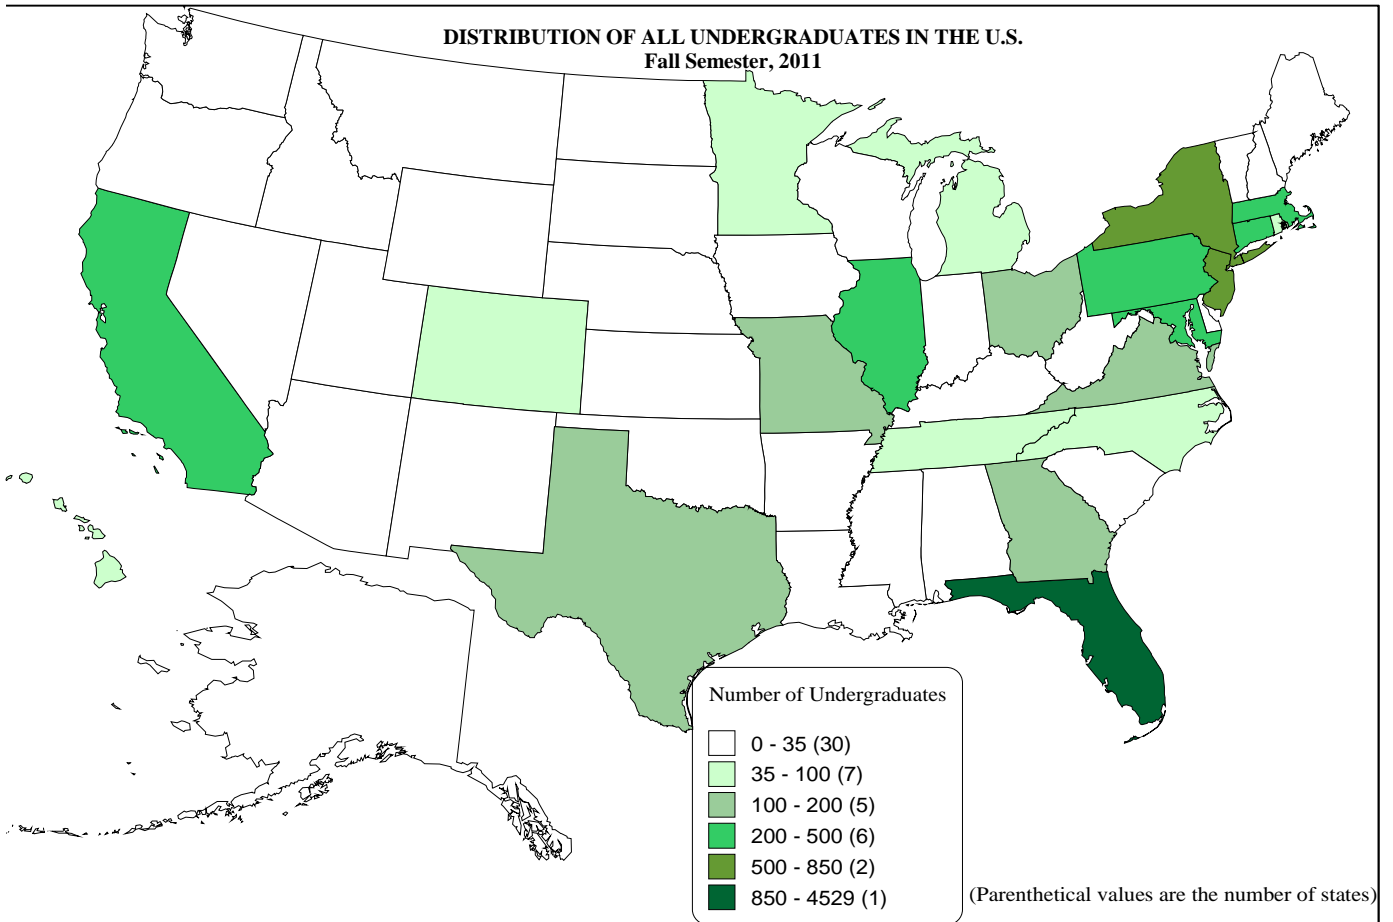 DISTRIBUTION OF ALL UNDERGRADUATES IN THE U.S.
Fall Semester, 2011
Number of Undergraduates
0 - 35 (30)
35 - 100 (7)
100 - 200 (5)
200 - 500 (6)
500 - 850 (2)
850 - 4529 (1)
(Parenthetical values are the number of states)